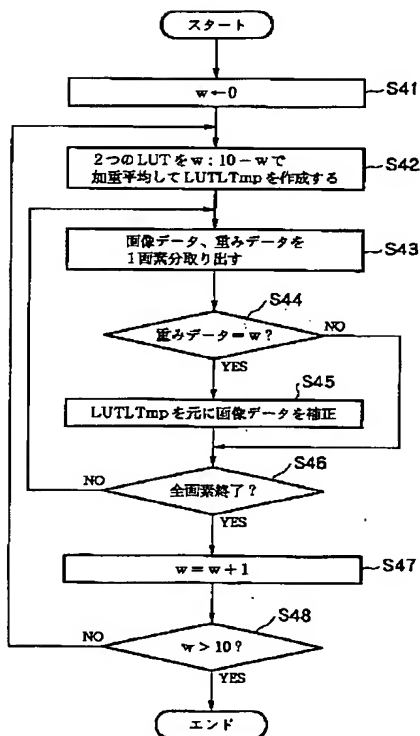 スタート
w←0
S41
2つのLUTをw:10-wで
加重平均してLUTLTmpを作成する
S42
画像データ、重みデータを
1画素分取り出す
S43
S44
重みデータ=w?
NO
YES
S45
LUTLTmpを元に画像データを補正
S46
NO
全画素終了?
YES
w=w+1
S47
S48
NO
w>10?
YES
エンド